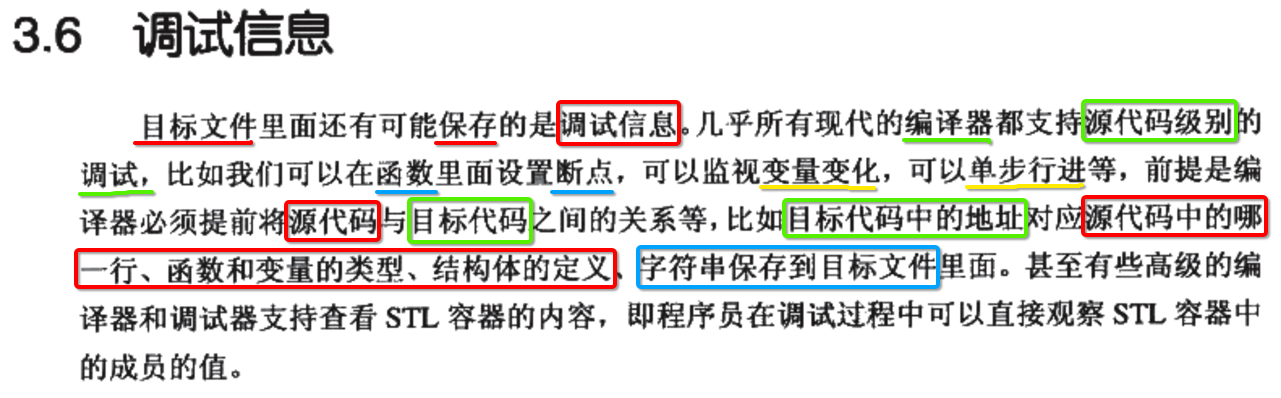 3.6 调试信息
目标文件里面还有可能保存的是调试信息。几乎所有现代的编译器都支持源代码级别的
调试，比如我们可以在函数里面设置断点，可以监视变量变化，可以单步行进等，前提是编
译器必须提前将源代码与目标代码之间的关系等，比如目标代码中的地址对应源代码中的哪
一行、函数和变量的类型、结构体的定义、字符串保存到目标文件里面。甚至有些高级的编
译器和调试器支持查看 STL 容器的内容，即程序员在调试过程中可以直接观察 STL 容器中
的成员的值。